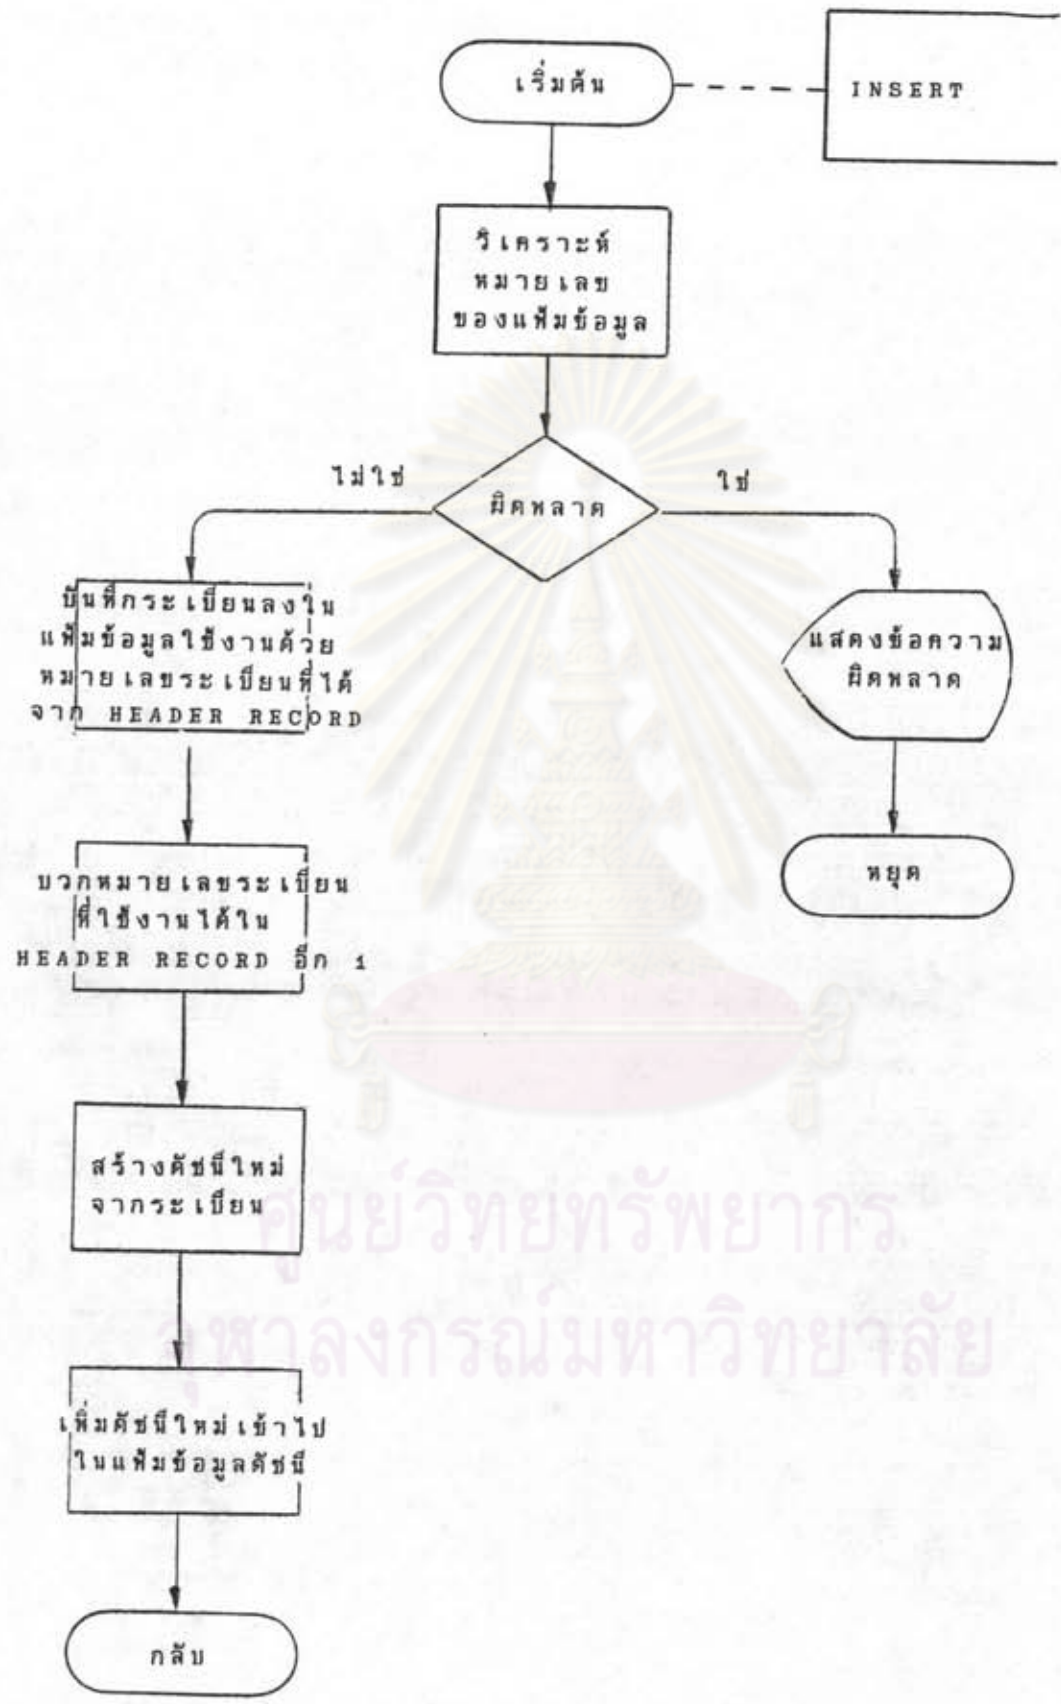 เริ่มต้น
INSERT
วิเคราะห์
หมายเลข
ของแฟ้มข้อมูล
ไม่ใช่
ผิดพลาด
ใช่
บันทึกระเบียนลงใน
แฟ้มข้อมูลใช้งานด้วย
หมายเลขระเบียนที่ได้
จาก HEADER RECORD
แสดงข้อความ
ผิดพลาด
บวกหมายเลขระเบียน
ที่ใช้งานได้ใน
HEADER RECORD อีก 1
หยุด
สร้างดัชนีใหม่
จากระเบียน
ศูนย์วิทยทรัพยากร
จุฬาลงกรณ์มหาวิทยาลัย
เพิ่มดัชนีใหม่เข้าไป
ในแฟ้มข้อมูลดัชนี
กลับ